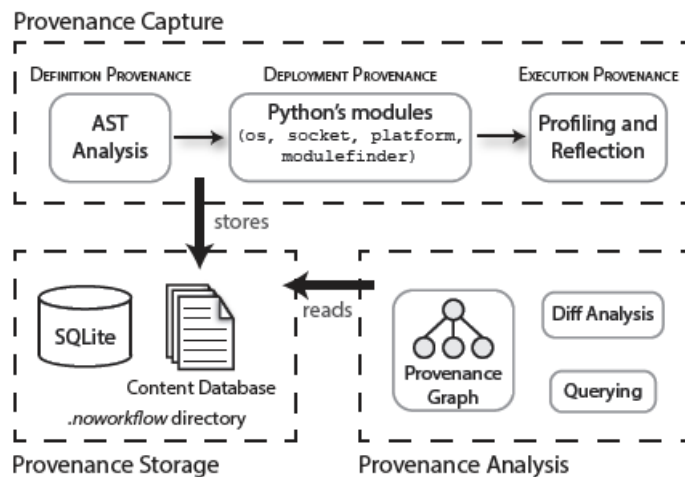 Provenance Capture
DEFINITION PROVENANCE
DEPLOYMENT PROVENANCE
EXECUTION PROVENANCE
AST
Analysis
Python's modules
(os, socket, platform,
modulefinder)
Profiling and
Reflection
stores
reads
SQLite
Content Database
.noworkflow directory
Provenance
Graph
Diff Analysis
Querying
Provenance Storage
Provenance Analysis